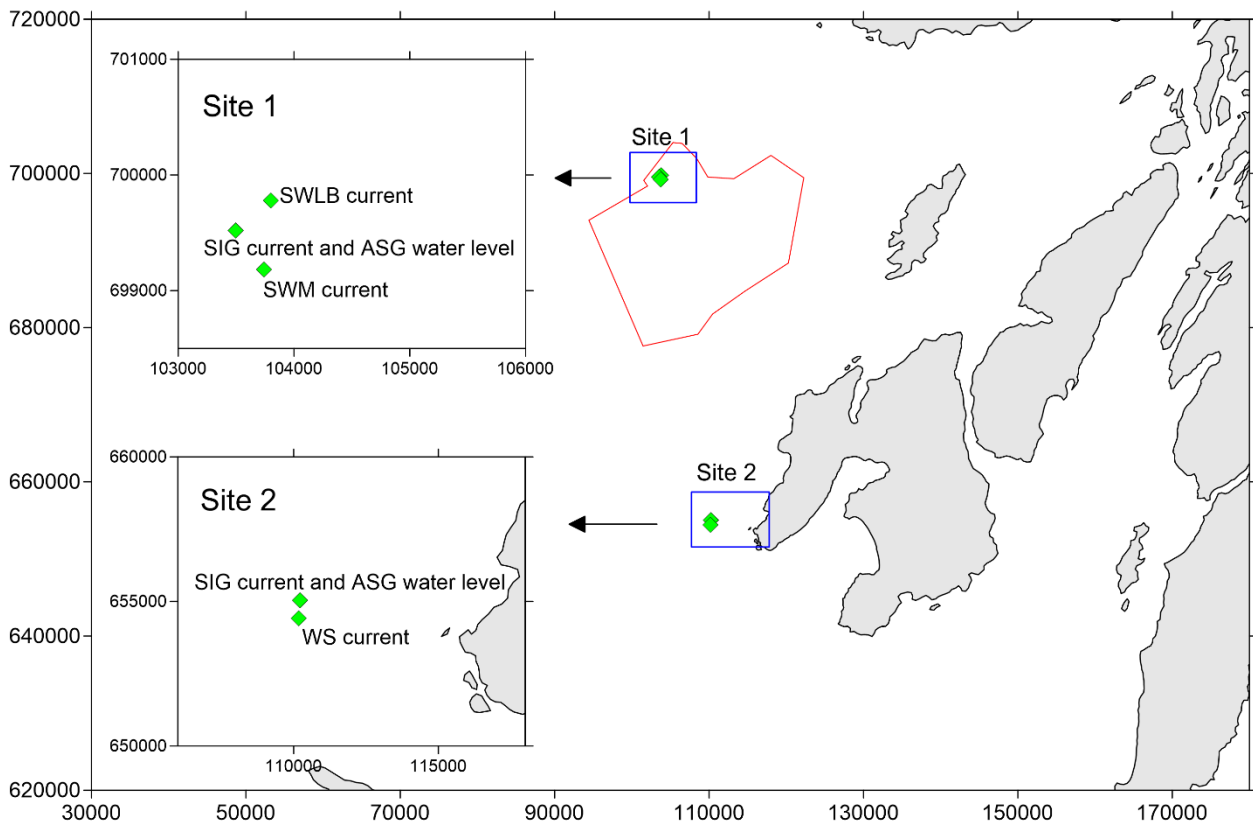 720000
701000
Site 1
Site 1
700000
700000
SWLB current
SIG current and ASG water level
SWM current
699000
680000
103000
104000
105000
106000
660000
660000
Site 2
Site 2
SIG current and ASG water level
655000
WS current
640000
650000
110000
115000
620000
30000
50000
70000
90000
110000
130000
150000
170000